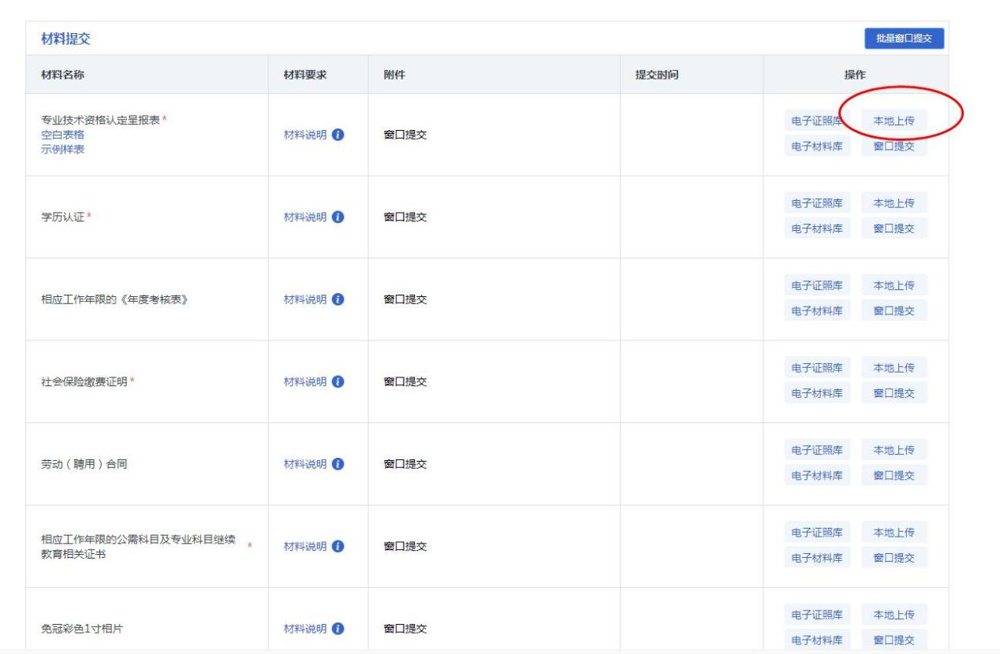 材料提交 批量窗口提交
材料名称 材料要求 附件 提交时间 操作
专业技术资格认定呈报表*
空白表格
示例样表
材料说明 i 窗口提交
电子证照库 本地上传
电子材料库 窗口提交
学历认证* 材料说明 i 窗口提交
电子证照库 本地上传
电子材料库 窗口提交
相应工作年限的《年度考核表》 材料说明 i 窗口提交
电子证照库 本地上传
电子材料库 窗口提交
社会保险缴费证明* 材料说明 i 窗口提交
电子证照库 本地上传
电子材料库 窗口提交
劳动（聘用）合同 材料说明 i 窗口提交
电子证照库 本地上传
电子材料库 窗口提交
相应工作年限的公需科目及专业科目继续
教育相关证书 *
材料说明 i 窗口提交
电子证照库 本地上传
电子材料库 窗口提交
免冠彩色1寸相片 材料说明 i 窗口提交
电子证照库 本地上传
电子材料库 窗口提交